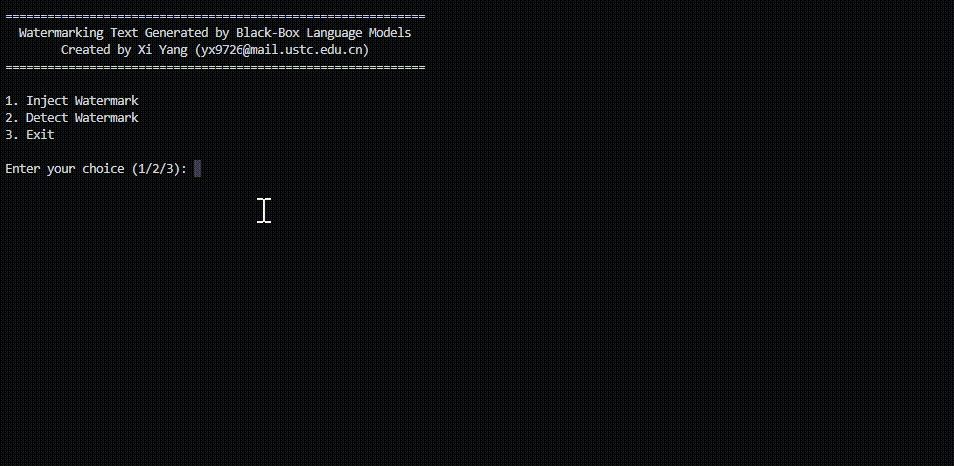 ============================================================
Watermarking Text Generated by Black-Box Language Models
Created by Xi Yang (yx9726@mail.ustc.edu.cn)
============================================================
1. Inject Watermark
2. Detect Watermark
3. Exit
Enter your choice (1/2/3):